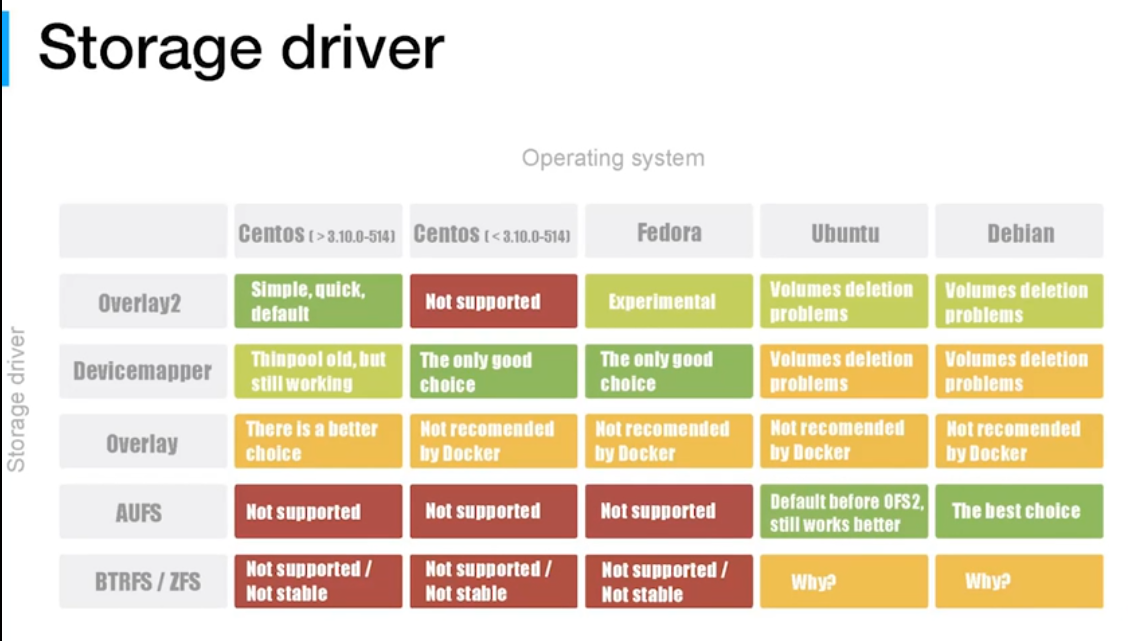 Storage driver
Operating system
Storage driver
Centos ( > 3.10.0-514)
Centos ( < 3.10.0-514)
Fedora
Ubuntu
Debian
Overlay2
Simple, quick,
default
Not supported
Experimental
Volumes deletion
problems
Volumes deletion
problems
Devicemapper
Thinpool old, but
still working
The only good
choice
The only good
choice
Volumes deletion
problems
Volumes deletion
problems
Overlay
There is a better
choice
Not recomended
by Docker
Not recomended
by Docker
Not recomended
by Docker
Not recomended
by Docker
AUFS
Not supported
Not supported
Not supported
Default before OFS2,
still works better
The best choice
BTRFS / ZFS
Not supported /
Not stable
Not supported /
Not stable
Not supported /
Not stable
Why?
Why?